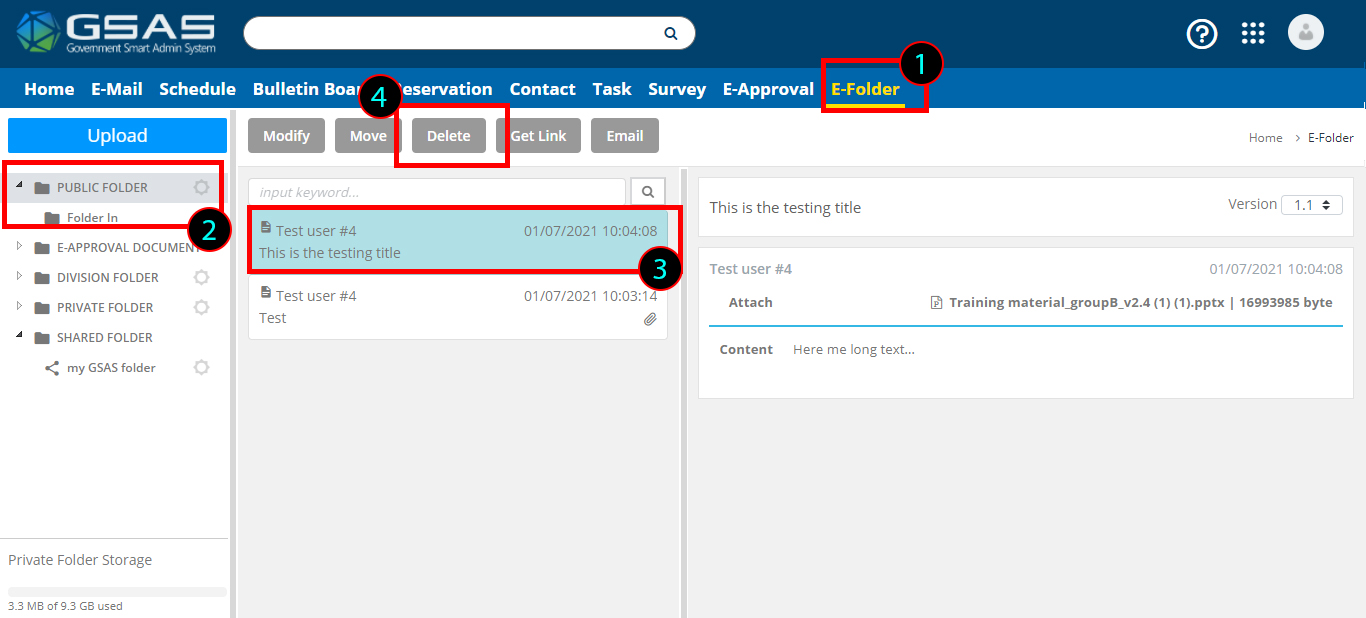 GSAS
Government Smart Admin System
1
Home E-Mail Schedule Bulletin Boar eservation Contact Task Survey E-Approval E-Folder
4
Upload
Modify Move Delete Get Link Email
Home > E-Folder
PUBLIC FOLDER
Folder In
2
E-APPROVAL DOCUMENT
DIVISION FOLDER
PRIVATE FOLDER
SHARED FOLDER
my GSAS folder
Private Folder Storage
3.3 MB of 9.3 GB used
input keyword...
Test user #4 01/07/2021 10:04:08
This is the testing title
3
Test user #4 01/07/2021 10:03:14
Test
This is the testing title
Version 1.1
Test user #4 01/07/2021 10:04:08
Attach Training material_groupB_v2.4 (1) (1).pptx | 16993985 byte
Content Here me long text...